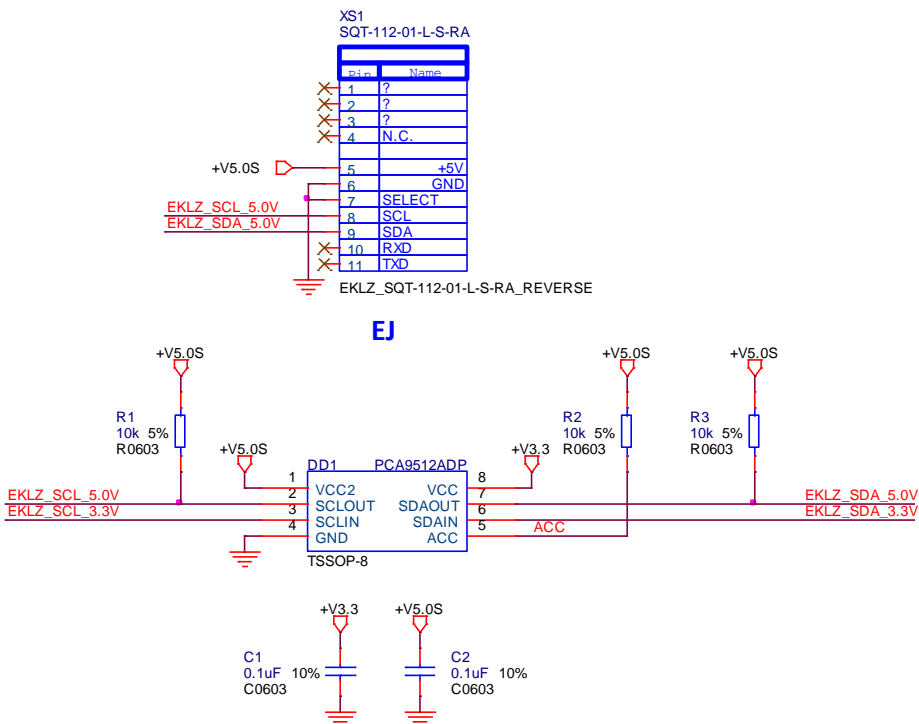 XS1
SQT-112-01-L-S-RA
Pin Name
1 ?
2 ?
3 ?
4 N.C.
+V5.0S 5 +5V
6 GND
7 SELECT
EKLZ_SCL_5.0V 8 SCL
EKLZ_SDA_5.0V 9 SDA
10 RXD
11 TXD
EKLZ_SQT-112-01-L-S-RA_REVERSE
EJ
+V5.0S +V5.0S +V5.0S
R1 R2 R3
10k 5% 10k 5% 10k 5%
R0603 R0603 R0603
+V5.0S +V3.3
DD1 PCA9512ADP
1 VCC2 VCC 8
EKLZ_SCL_5.0V 2 SCLOUT SDAOUT 7 EKLZ_SDA_5.0V
EKLZ_SCL_3.3V 3 SCLIN SDAIN 6 EKLZ_SDA_3.3V
4 GND ACC 5 ACC
TSSOP-8
+V3.3 +V5.0S
C1 C2
0.1uF 10% 0.1uF 10%
C0603 C0603